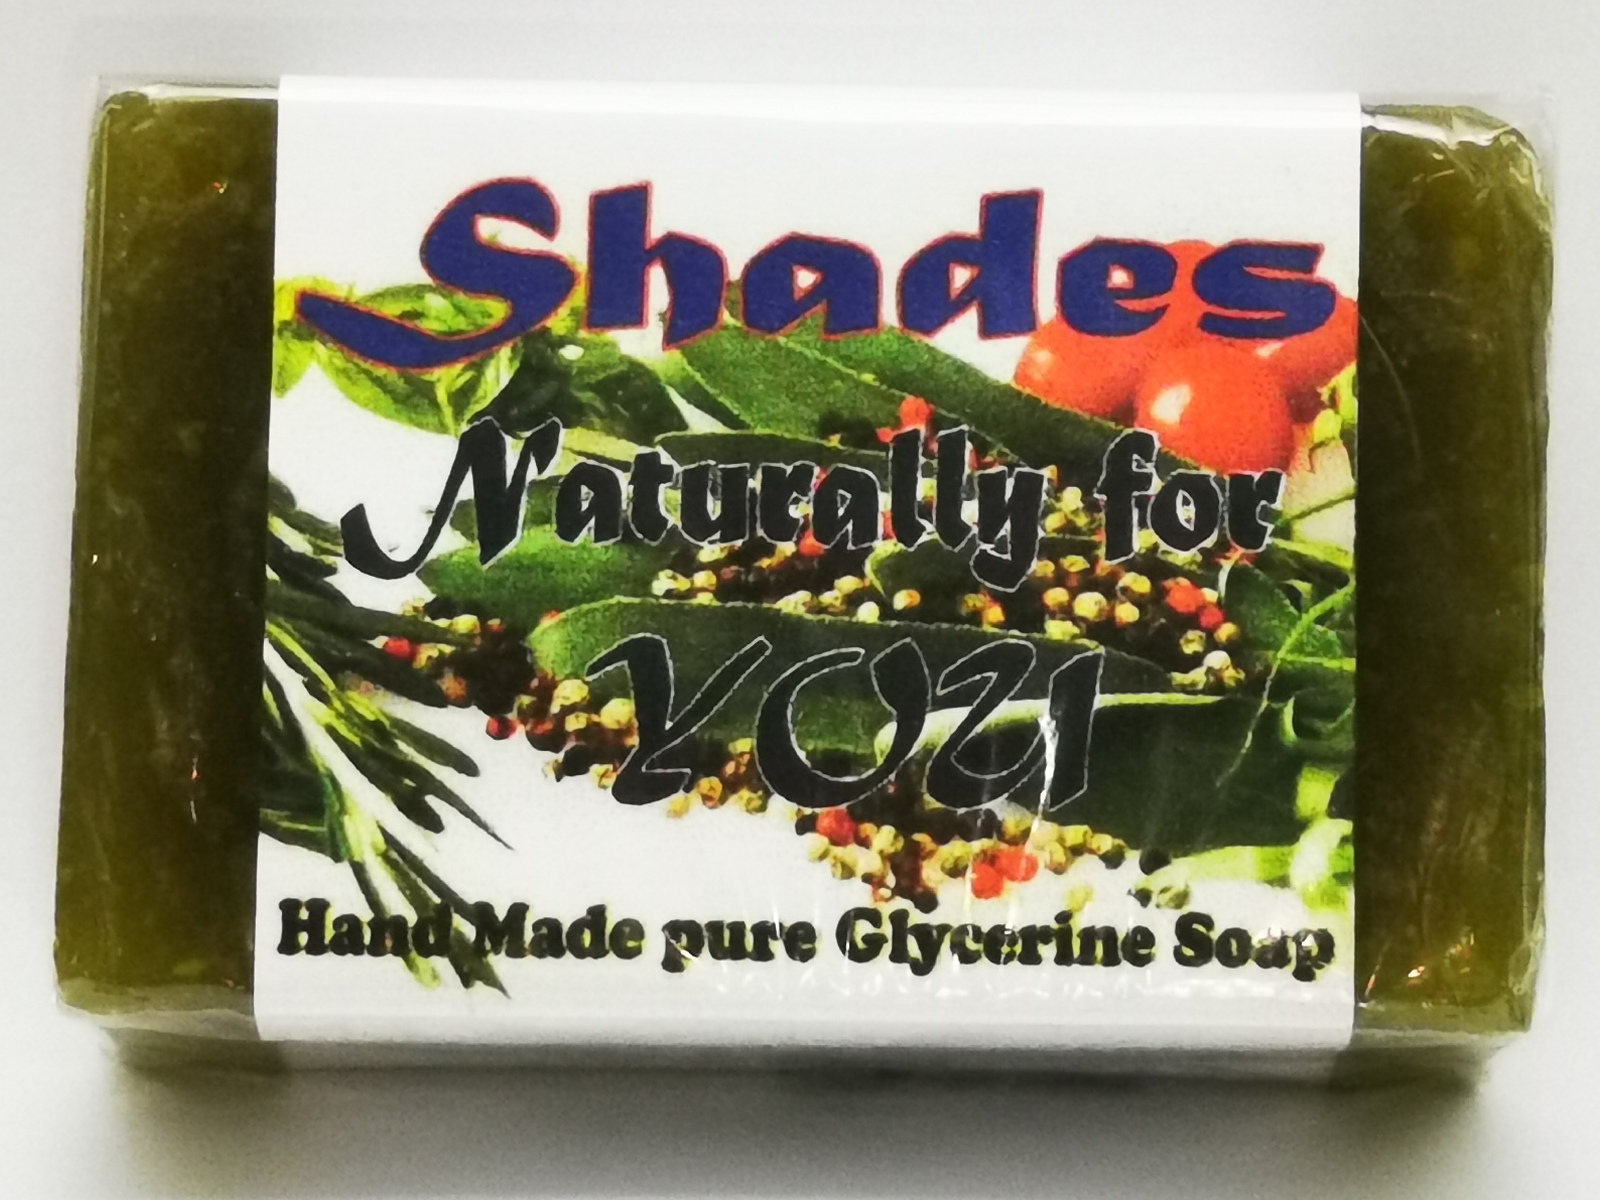 Shades
Naturally for
YOU
Hand Made pure Glycerine Soap